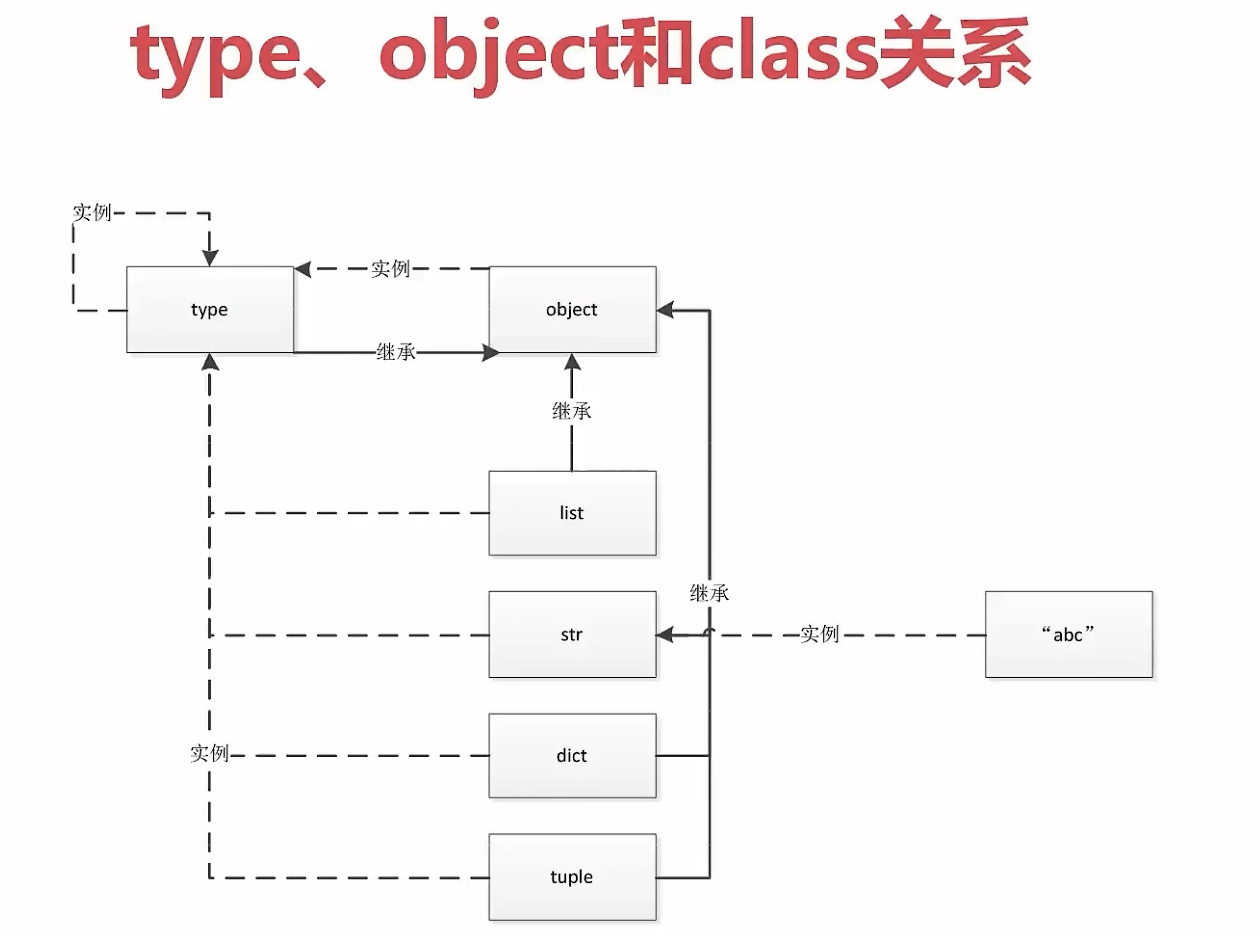 type、object和class关系
实例
实例
type
object
继承
继承
list
继承
str
实例
“abc”
实例
dict
tuple